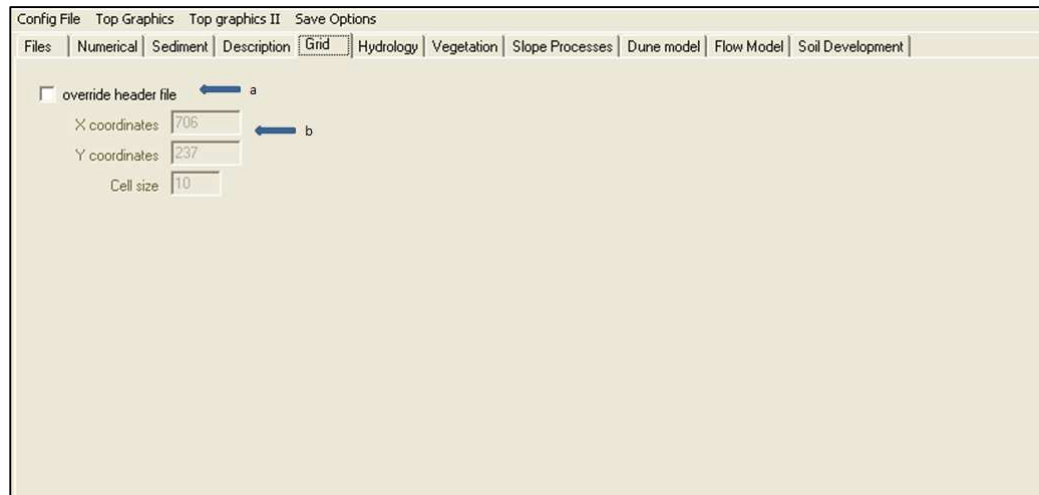 Config File Top Graphics Top graphics II Save Options
Files Numerical Sediment Description Grid Hydrology Vegetation Slope Processes Dune model Flow Model Soil Development
override header file a
X coordinates 706 b
Y coordinates 237
Cell size 10